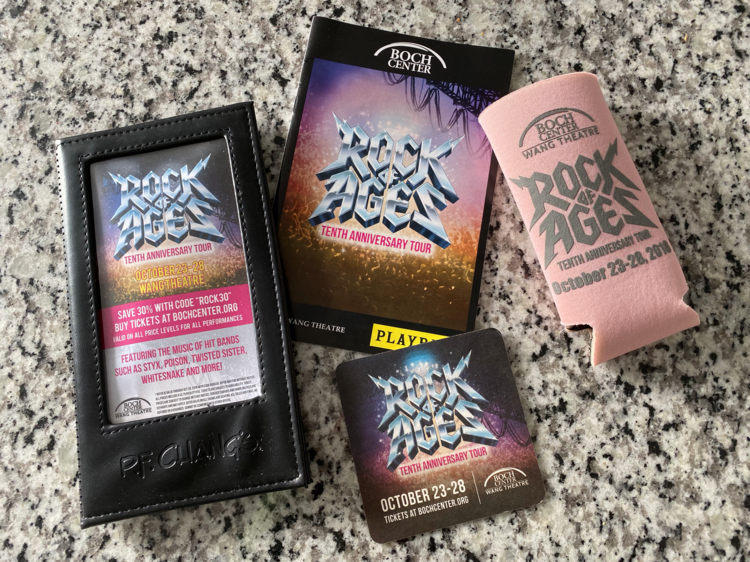 ROCK
OF
AGES
TENTH ANNIVERSARY TOUR
OCTOBER 23-28
WANG THEATRE
SAVE 30% WITH CODE "ROCK30"
BUY TICKETS AT BOCHCENTER.ORG
VALID ON ALL PRICE LEVELS FOR ALL PERFORMANCES
FEATURING THE MUSIC OF HIT BANDS
SUCH AS STYX, POISON, TWISTED SISTER,
WHITESNAKE AND MORE!
BOCH
CENTER
WANG THEATRE
P.F. CHANG'S
BOCH
CENTER
ROCK
OF
AGES
TENTH ANNIVERSARY TOUR
WANG THEATRE
PLAYB
BOCH
CENTER
WANG THEATRE
ROCK
OF
AGES
TENTH ANNIVERSARY TOUR
October 23-28, 2018
ROCK
OF
AGES
TENTH ANNIVERSARY TOUR
OCTOBER 23-28
TICKETS AT BOCHCENTER.ORG
BOCH
CENTER
WANG THEATRE